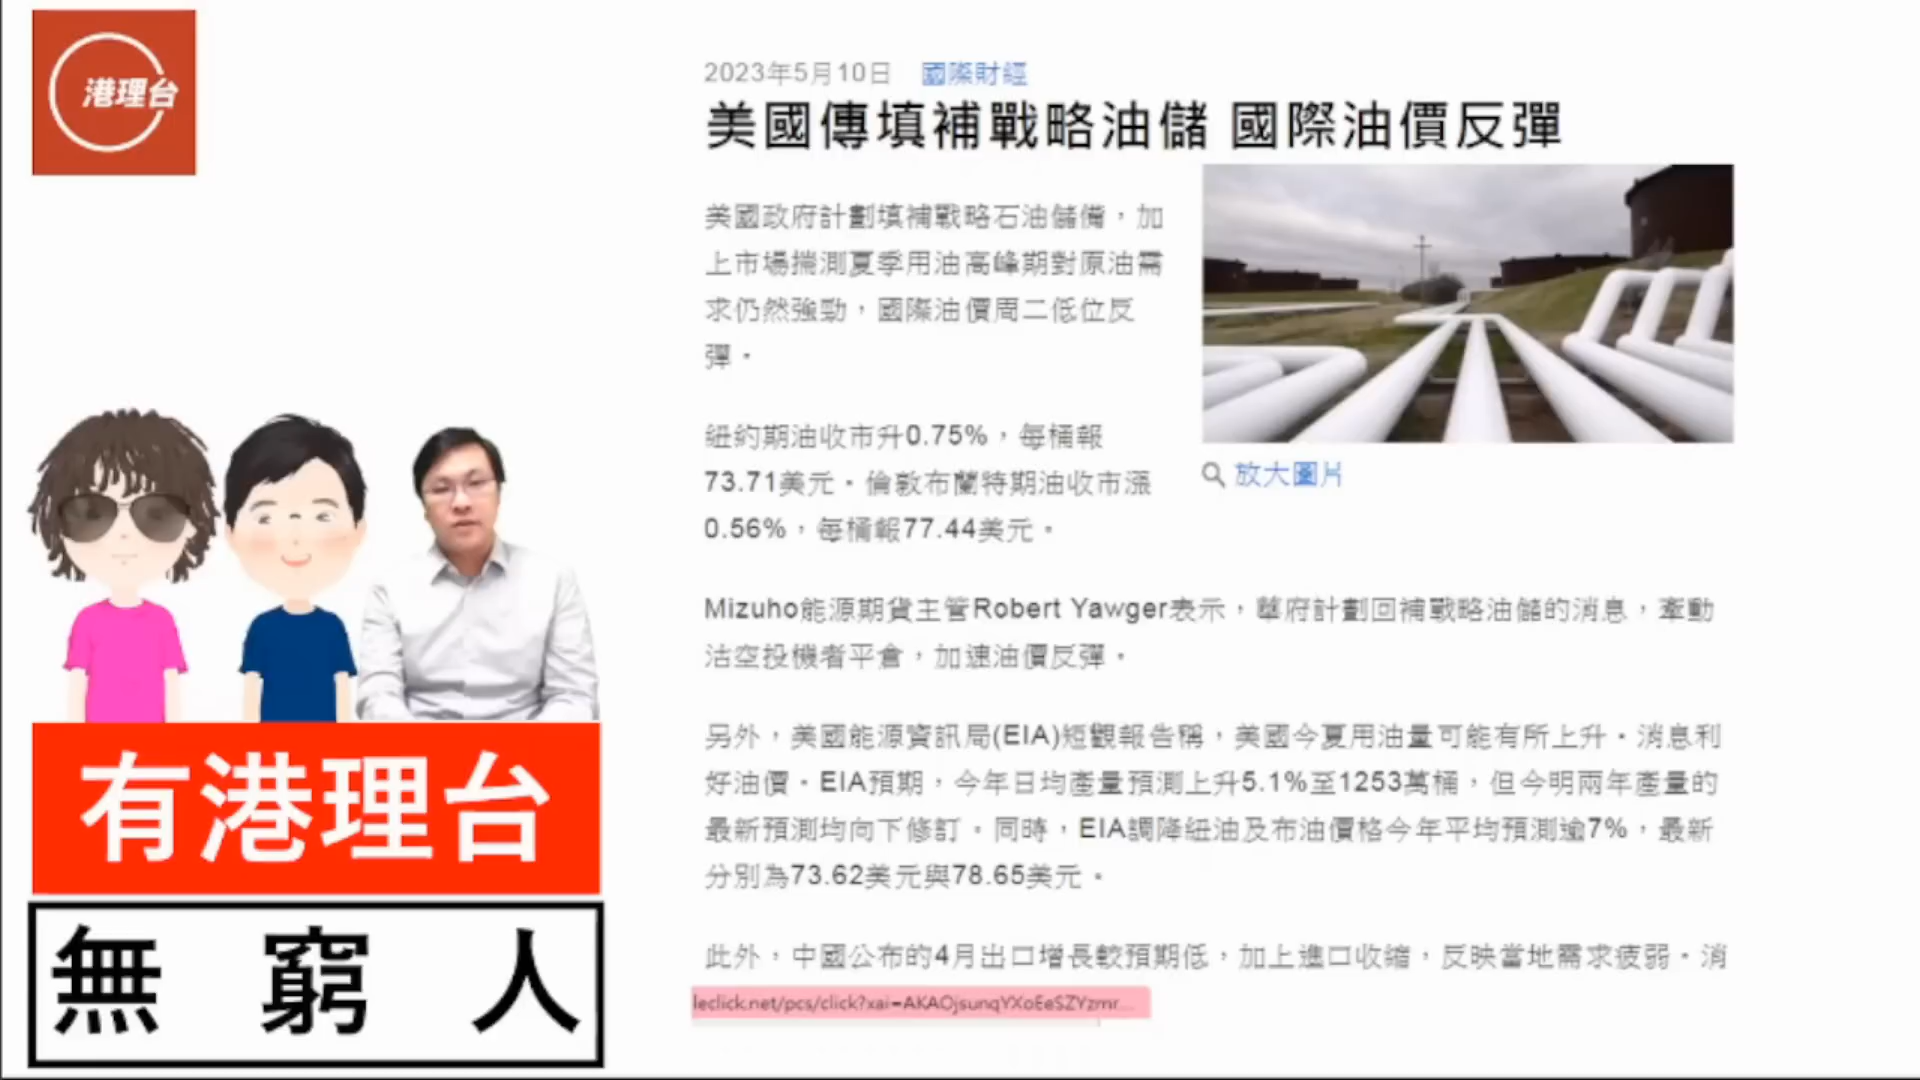 港理台
2023年5月10日 國際財經
美國傳填補戰略油儲 國際油價反彈
美國政府計劃填補戰略石油儲備，加
上市場揣測夏季用油高峰期對原油需
求仍然強勁，國際油價周二低位反
彈。
紐約期油收市升0.75%，每桶報
73.71美元。倫敦布蘭特期油收市漲
0.56%，每桶報77.44美元。
放大圖片
Mizuho能源期貨主管Robert Yawger表示，華府計劃回補戰略油儲的消息，牽動
沽空投機者平倉，加速油價反彈。
另外，美國能源資訊局(EIA)短觀報告稱，美國今夏用油量可能有所上升。消息利
好油價。EIA預期，今年日均產量預測上升5.1%至1253萬桶，但今明兩年產量的
最新預測均向下修訂。同時，EIA調降紐油及布油價格今年平均預測逾7%，最新
分別為73.62美元與78.65美元。
此外，中國公布的4月出口增長較預期低，加上進口收縮，反映當地需求疲弱。消
leclick.net/pcs/click?xai=AKAOjsunqYXoEeSZYzmr...
有港理台
無窮人